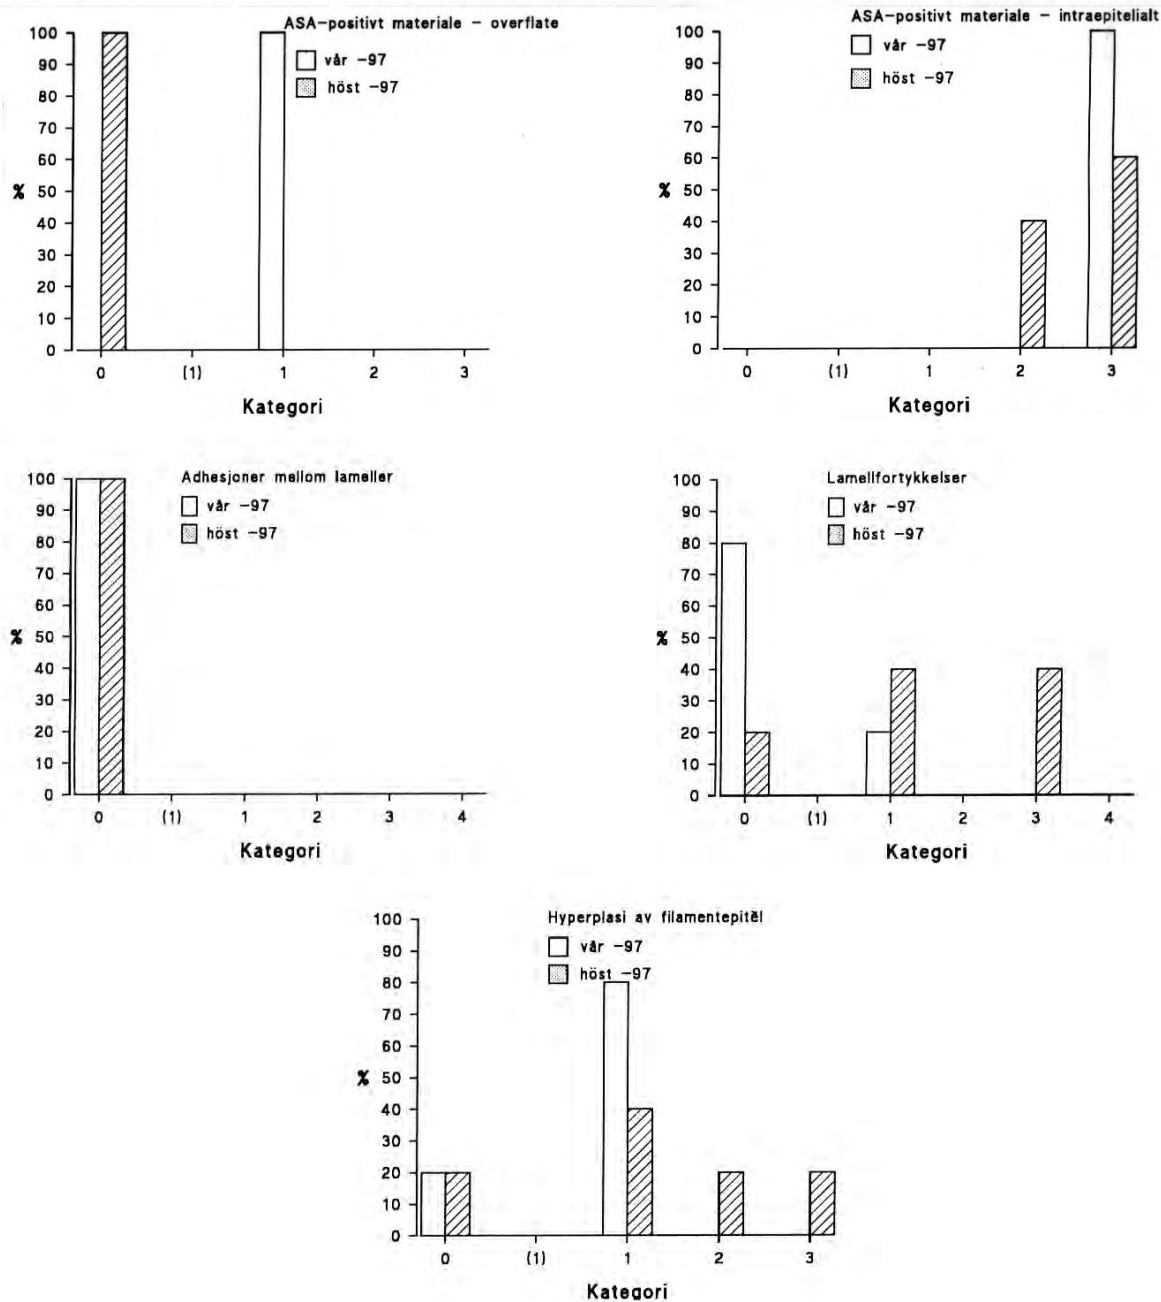 ASA-positivt materiale - overflate
vår -97
höst -97
100
90
80
70
60
50
40
30
20
10
0
%
0 (1) 1 2 3
Kategori
ASA-positivt materiale - intraepitelialt
vår -97
höst -97
100
90
80
70
60
50
40
30
20
10
0
%
0 (1) 1 2 3
Kategori
Adhesjoner mellom lameller
vår -97
höst -97
100
90
80
70
60
50
40
30
20
10
0
%
0 (1) 1 2 3 4
Kategori
Lamellfortykkelser
vår -97
höst -97
100
90
80
70
60
50
40
30
20
10
0
%
0 (1) 1 2 3 4
Kategori
Hyperplasi av filamentepitel
vår -97
höst -97
100
90
80
70
60
50
40
30
20
10
0
%
0 (1) 1 2 3
Kategori